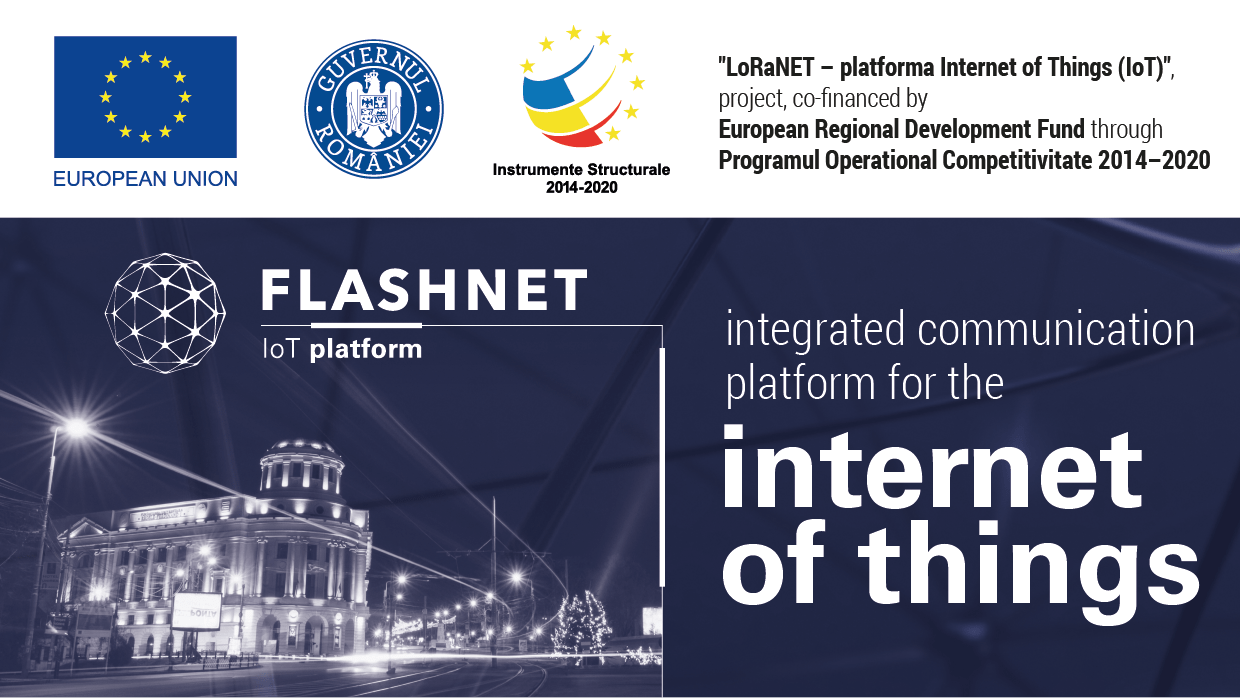 EUROPEAN UNION
GUVERNUL
ROMÂNIEI
Instrumente Structurale
2014-2020
"LoRaNET – platforma Internet of Things (IoT)",
project, co-financed by
European Regional Development Fund through
Programul Operational Competitivitate 2014–2020
FLASHNET
IoT platform
integrated communication
platform for the
internet
of things